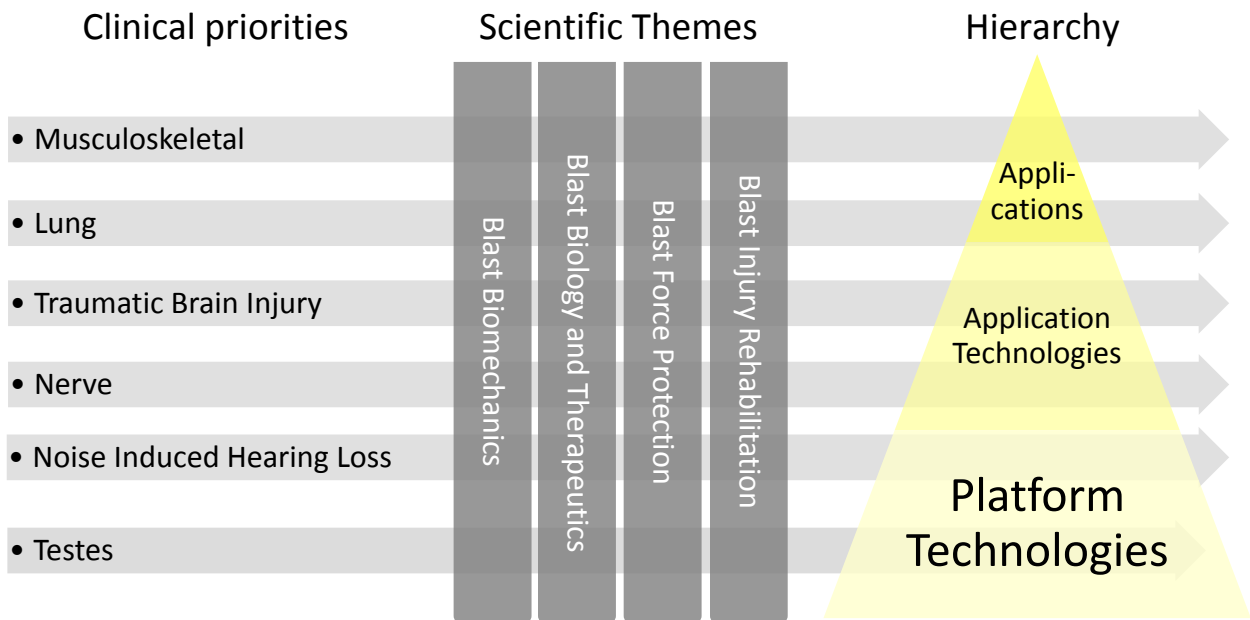 Clinical priorities
Scientific Themes
Hierarchy
• Musculoskeletal
• Lung
• Traumatic Brain Injury
• Nerve
• Noise Induced Hearing Loss
• Testes
Blast Biomechanics
Blast Biology and Therapeutics
Blast Force Protection
Blast Injury Rehabilitation
Appli-
cations
Application
Technologies
Platform
Technologies